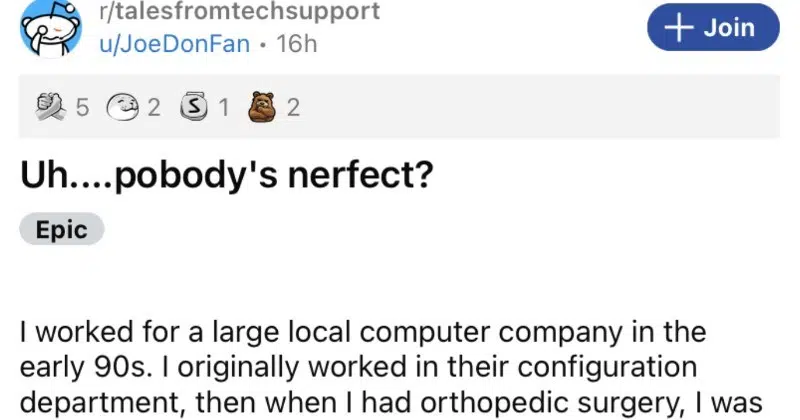 r/talesfromtechsupport
u/JoeDonFan • 16h
+ Join
5 2 S 1 2
Uh....pobody's nerfect?
Epic
I worked for a large local computer company in the
early 90s. I originally worked in their configuration
department, then when I had orthopedic surgery, I was